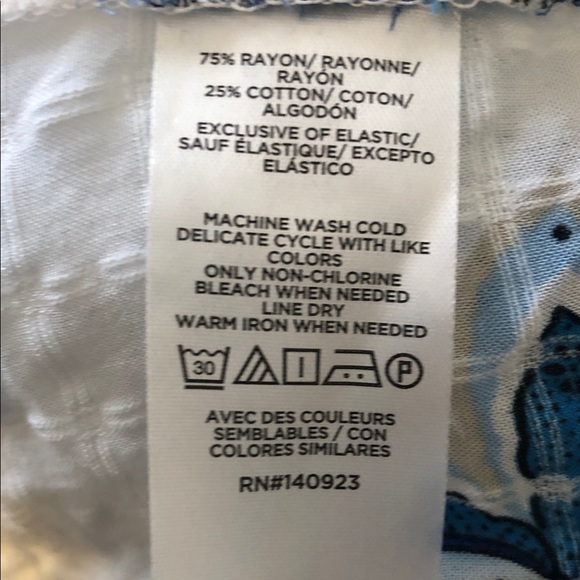 75% RAYON/ RAYONNE/
RAYÓN
25% COTTON/ COTON/
ALGODÓN
EXCLUSIVE OF ELASTIC/
SAUF ÉLASTIQUE/ EXCEPTO
ELÁSTICO
MACHINE WASH COLD
DELICATE CYCLE WITH LIKE
COLORS
ONLY NON-CHLORINE
BLEACH WHEN NEEDED
LINE DRY
WARM IRON WHEN NEEDED
30 P
AVEC DES COULEURS
SEMBLABLES / CON
COLORES SIMILARES
RN#140923